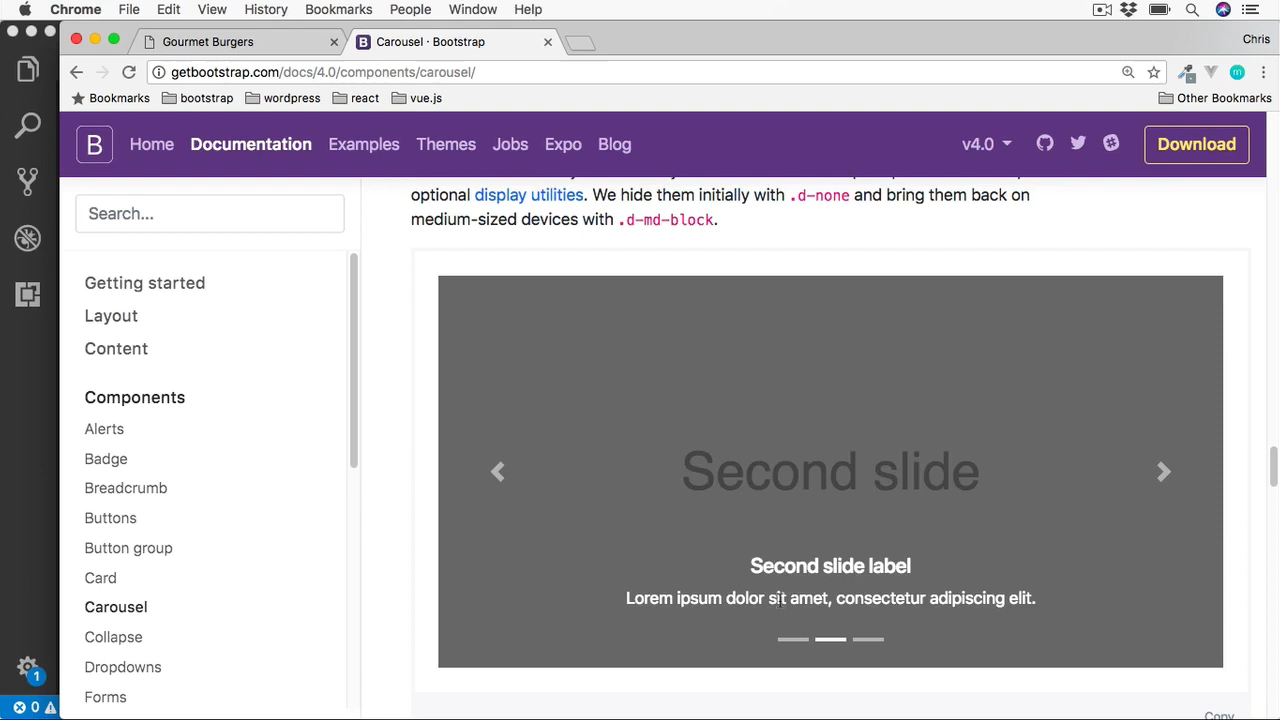 Chrome File Edit View History Bookmarks People Window Help
Gourmet Burgers
Carousel · Bootstrap
Chris
getbootstrap.com/docs/4.0/components/carousel/
Bookmarks bootstrap wordpress react vue.js Other Bookmarks
B Home Documentation Examples Themes Jobs Expo Blog v4.0 Download
optional display utilities. We hide them initially with .d-none and bring them back on
medium-sized devices with .d-md-block.
Search...
Getting started
Layout
Content
Components
Alerts
Badge
Breadcrumb
Buttons
Button group
Card
Carousel
Collapse
Dropdowns
Forms
Second slide
Second slide label
Lorem ipsum dolor sit amet, consectetur adipiscing elit.
Copy
1
0